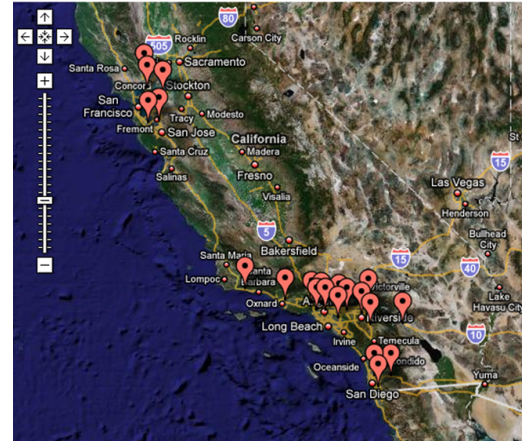 80
Rocklin
Carson City
505
Santa Rosa
Sacramento
Concord
Stockton
San
Francisco
Tracy
Modesto
Fremont
San Jose
California
Santa Cruz
Madera
Salinas
Fresno
15
Visalia
Las Vegas
Henderson
5
Bullhead
City
Bakersfield
Santa Maria
15
40
Lompoc
Santa
Barbara
Victorville
Lake
Havasu City
Oxnard
Riverside
10
Long Beach
Irvine
Temecula
Oceanside
Yuma
San Diego